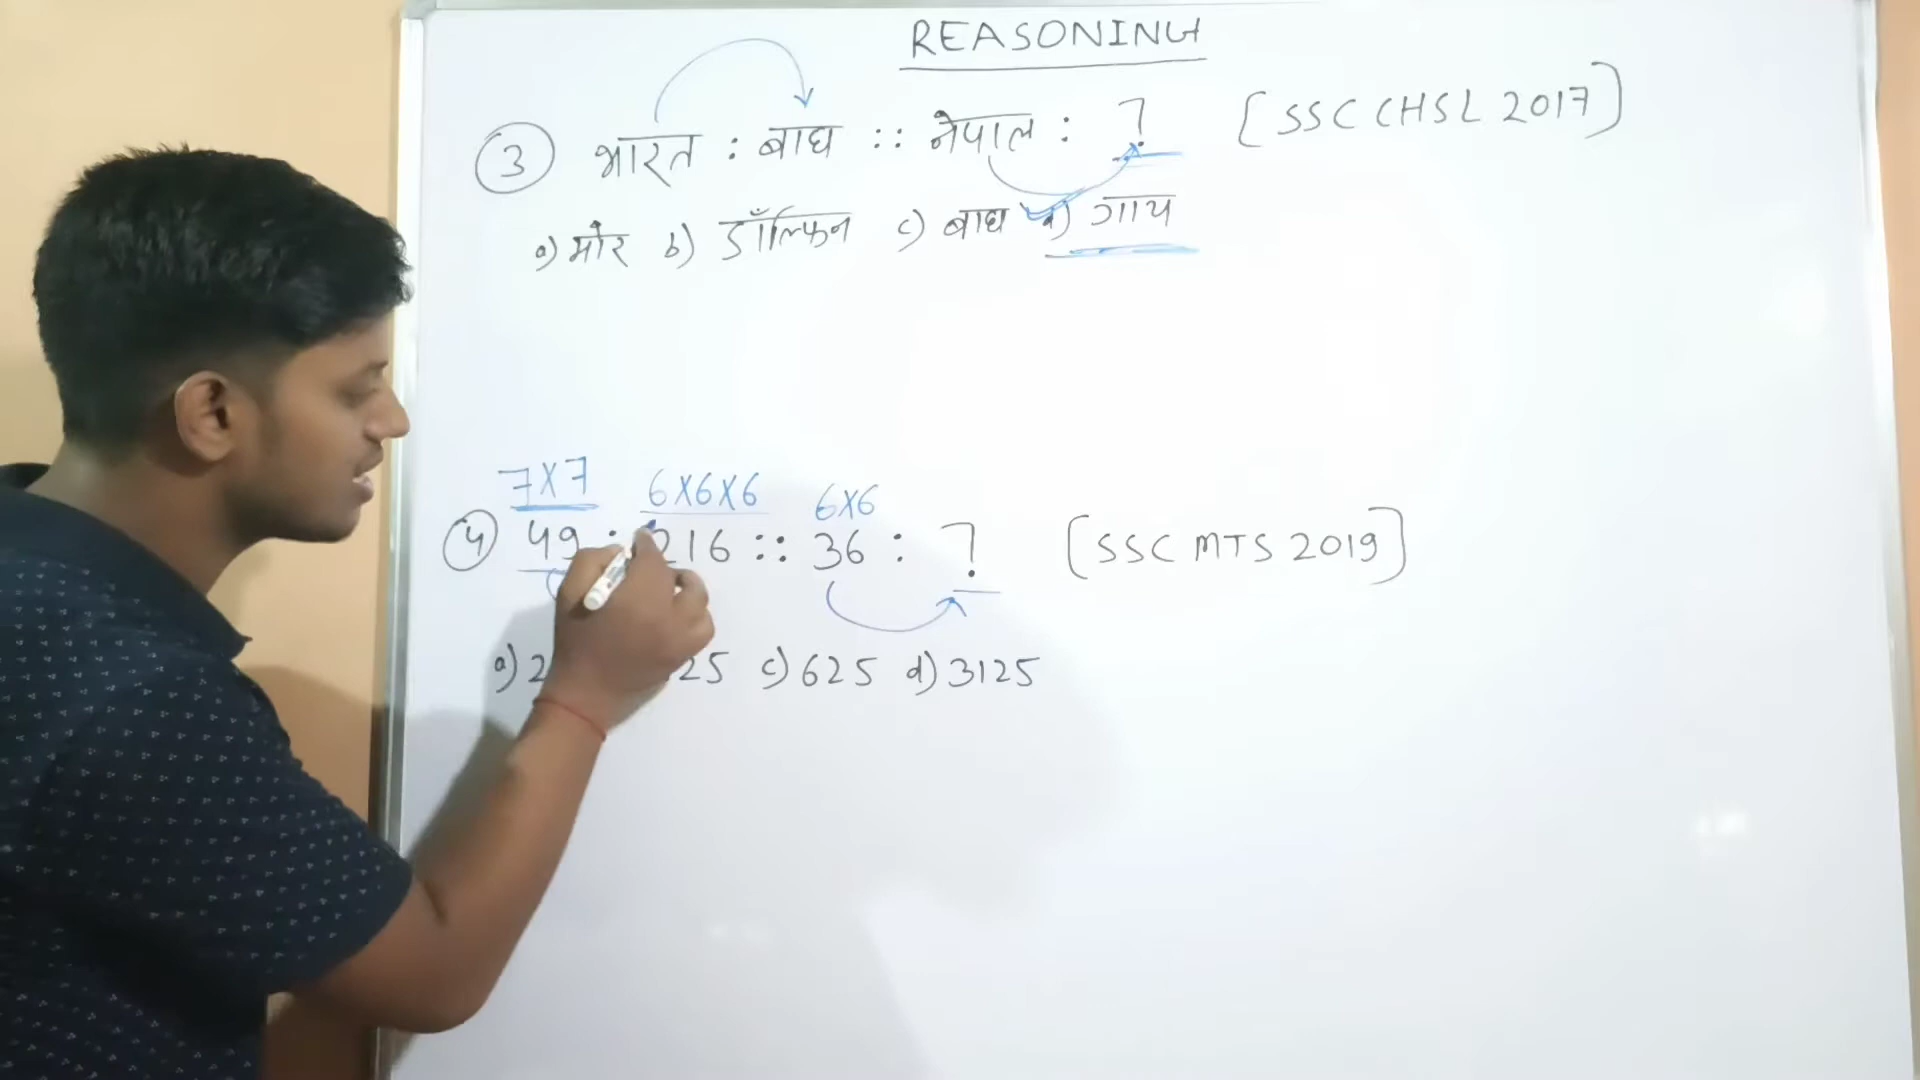 REASONING
3 भारत : बाघ :: नेपाल : ? [SSC CHSL 2017]
a) मोर b) डॉल्फिन c) बाघ d) गाय
7X7 6X6X6 6X6
4 49 : 216 :: 36 : ? [SSC MTS 2019]
a) c) 625 d) 3125